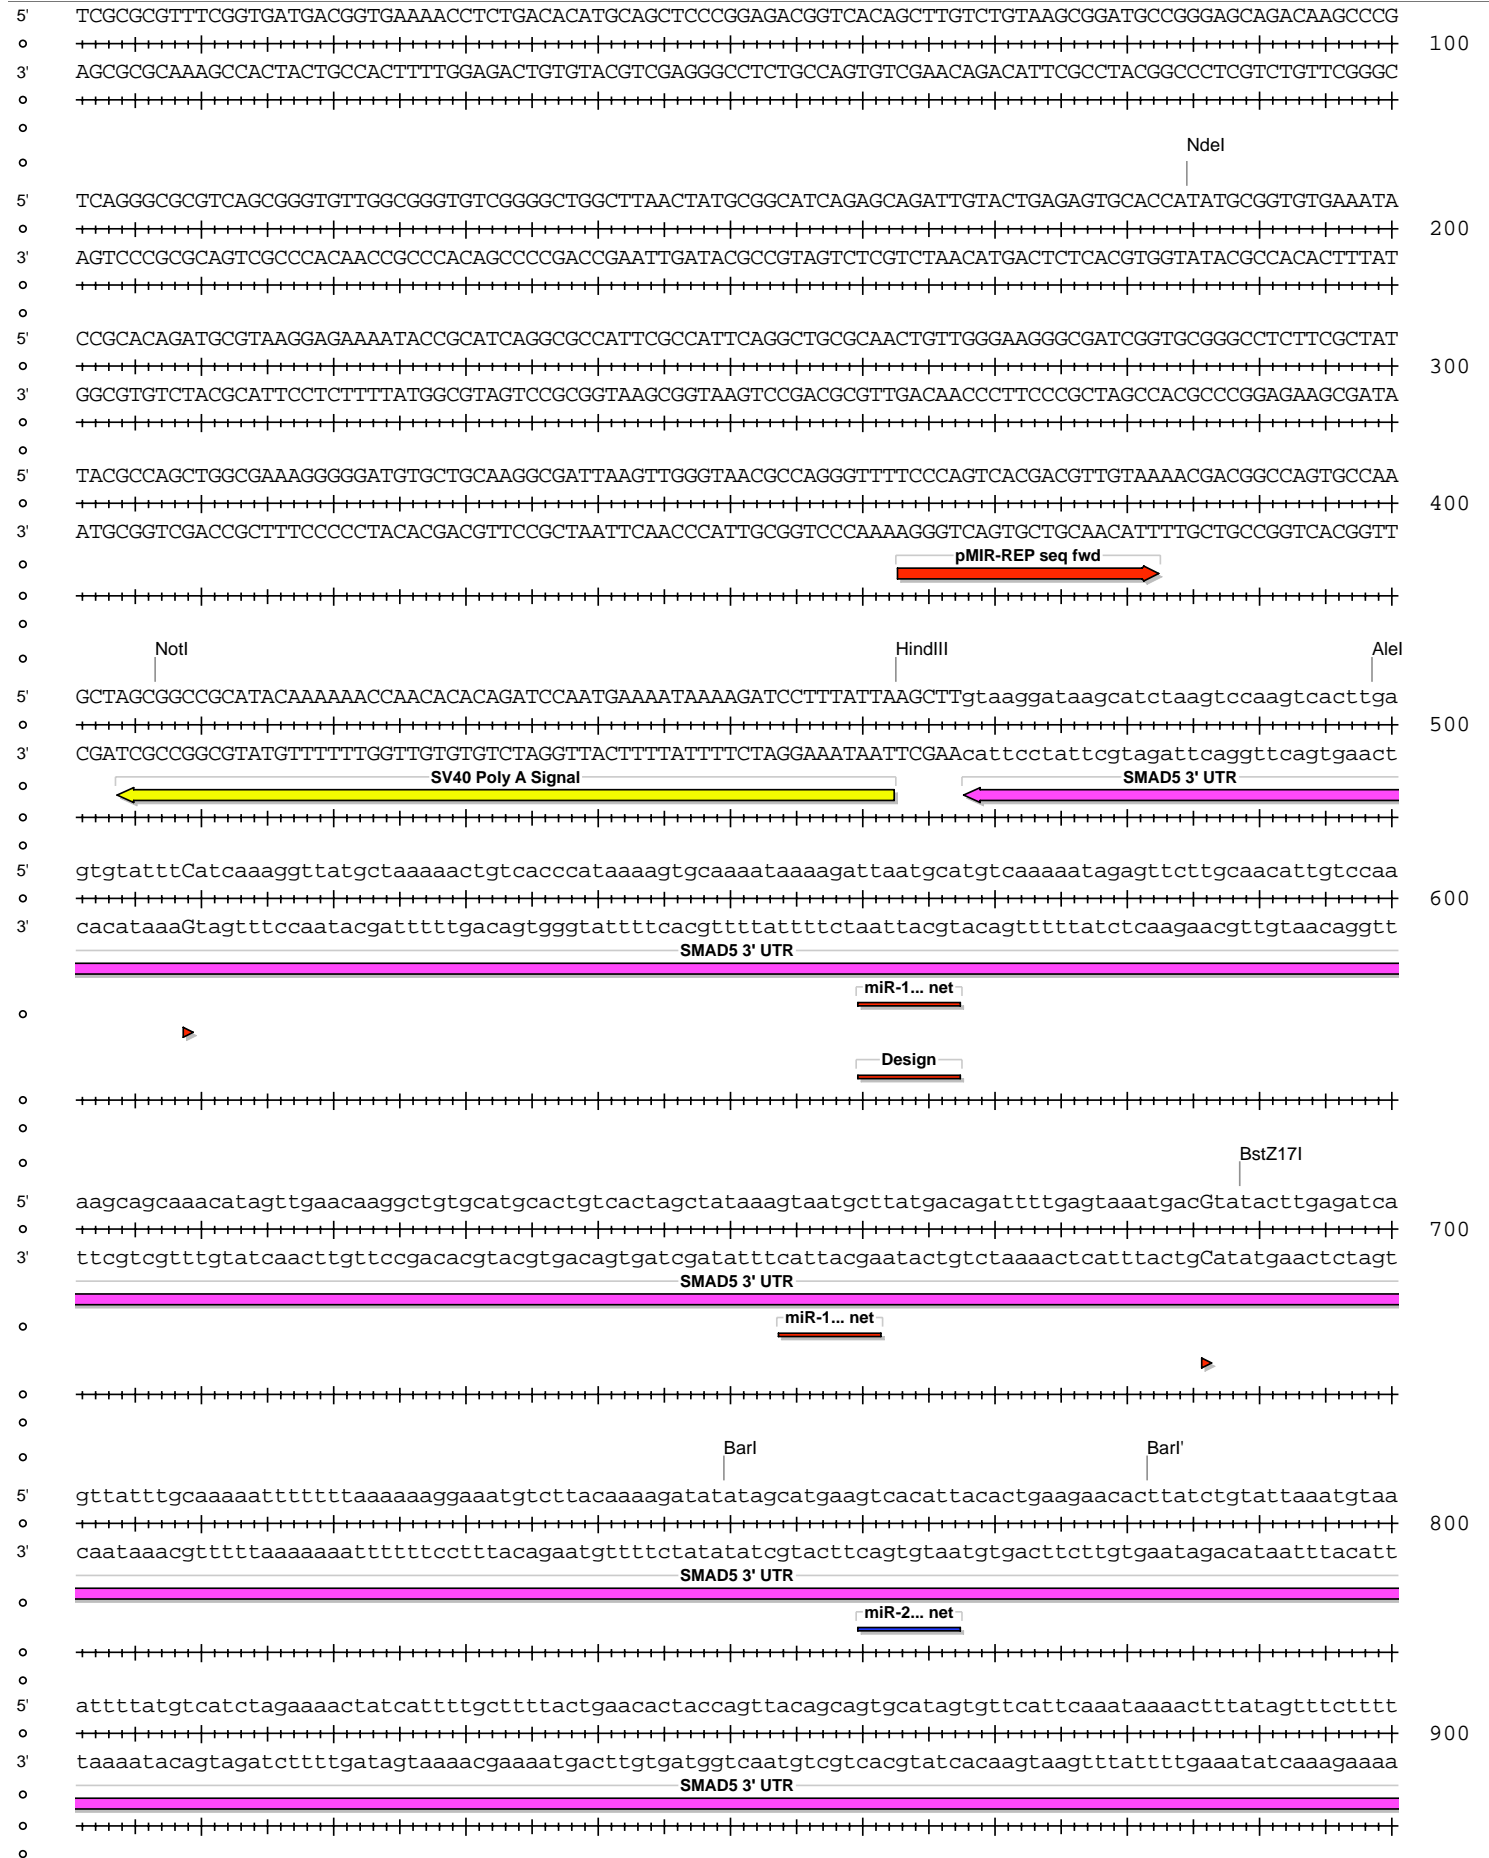 5' TCGCGCGTTTCGGTGATGACGGTGAAAACCTCTGACACATGCAGCTCCCGGAGACGGTCACAGCTTGTCTGTAAGCGGATGCCGGGAGCAGACAAGCCCG
100
3' AGCGCGCAAAGCCACTACTGCCACTTTTGGAGACTGTGTACGTCGAGGGCCTCTGCCAGTGTCGAACAGACATTCGCCTACGGCCCTCGTCTGTTCGGGC
NdeI
5' TCAGGGCGCGTCAGCGGGTGTTGGCGGGTGTCGGGGCTGGCTTAACTATGCGGCATCAGAGCAGATTGTACTGAGAGTGCACCATATGCGGTGTGAAATA
200
3' AGTCCCGCGCAGTCGCCCACAACCGCCCACAGCCCCGACCGAATTGATACGCCGTAGTCTCGTCTAACATGACTCTCACGTGGTATACGCCACACTTTAT
5' CCGCACAGATGCGTAAGGAGAAAATACCGCATCAGGCGCCATTCGCCATTCAGGCTGCGCAACTGTTGGGAAGGGCGATCGGTGCGGGCCTCTTCGCTAT
300
3' GGCGTGTCTACGCATTCCTCTTTTATGGCGTAGTCCGCGGTAAGCGGTAAGTCCGACGCGTTGACAACCCTTCCCGCTAGCCACGCCCGGAGAAGCGATA
5' TACGCCAGCTGGCGAAAGGGGGATGTGCTGCAAGGCGATTAAGTTGGGTAACGCCAGGGTTTTCCCAGTCACGACGTTGTAAAACGACGGCCAGTGCCAA
400
3' ATGCGGTCGACCGCTTTCCCCCTACACGACGTTCCGCTAATTCAACCCATTGCGGTCCCAAAAGGGTCAGTGCTGCAACATTTTGCTGCCGGTCACGGTT
pMIR-REP seq fwd
NotI HindIII AleI
5' GCTAGCGGCCGCATACAAAAAACCAACACACAGATCCAATGAAAATAAAAGATCCTTTATTAAGCTTgtaaggataagcatctaagtccaagtcacttga
500
3' CGATCGCCGGCGTATGTTTTTTGGTTGTGTGTCTAGGTTACTTTTATTTTCTAGGAAATAATTCGAAcattcctattcgtagattcaggttcagtgaact
SV40 Poly A Signal SMAD5 3' UTR
5' gtgtatttCatcaaaggttatgctaaaaactgtcacccataaaagtgcaaaataaaagattaatgcatgtcaaaaatagagttcttgcaacattgtccaa
600
3' cacataaaGtagtttccaatacgatttttgacagtgggtattttcacgttttattttctaattacgtacagtttttatctcaagaacgttgtaacaggtt
SMAD5 3' UTR
miR-1... net
Design
BstZ17I
5' aagcagcaaacatagttgaacaaggctgtgcatgcactgtcactagctataaagtaatgcttatgacagattttgagtaaatgacGtatacttgagatca
700
3' ttcgtcgtttgtatcaacttgttccgacacgtacgtgacagtgatcgatatttcattacgaatactgtctaaaactcatttactgCatatgaactctagt
SMAD5 3' UTR
miR-1... net
BarI BarI'
5' gttatttgcaaaaatttttttaaaaaaggaaatgtcttacaaaagatatatagcatgaagtcacattacactgaagaacacttatctgtattaaatgtaa
800
3' caataaacgtttttaaaaaaattttttcctttacagaatgttttctatatatcgtacttcagtgtaatgtgacttcttgtgaatagacataatttacatt
SMAD5 3' UTR
miR-2... net
5' attttatgtcatctagaaaactatcattttgcttttactgaacactaccagttacagcagtgcatagtgttcattcaaataaaactttatagtttctttt
900
3' taaaatacagtagatcttttgatagtaaaacgaaaatgacttgtgatggtcaatgtcgtcacgtatcacaagtaagtttattttgaaatatcaaagaaaa
SMAD5 3' UTR